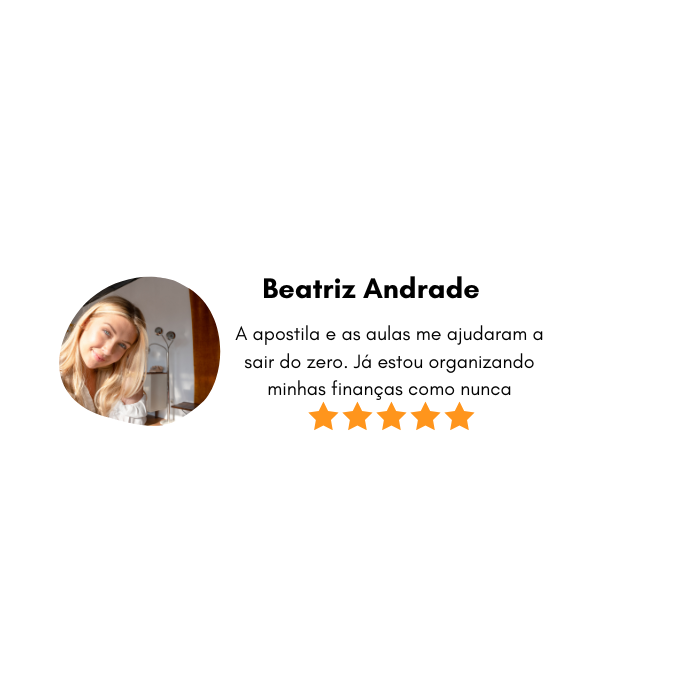 Beatriz Andrade
A apostila e as aulas me ajudaram a
sair do zero. Já estou organizando
minhas finanças como nunca